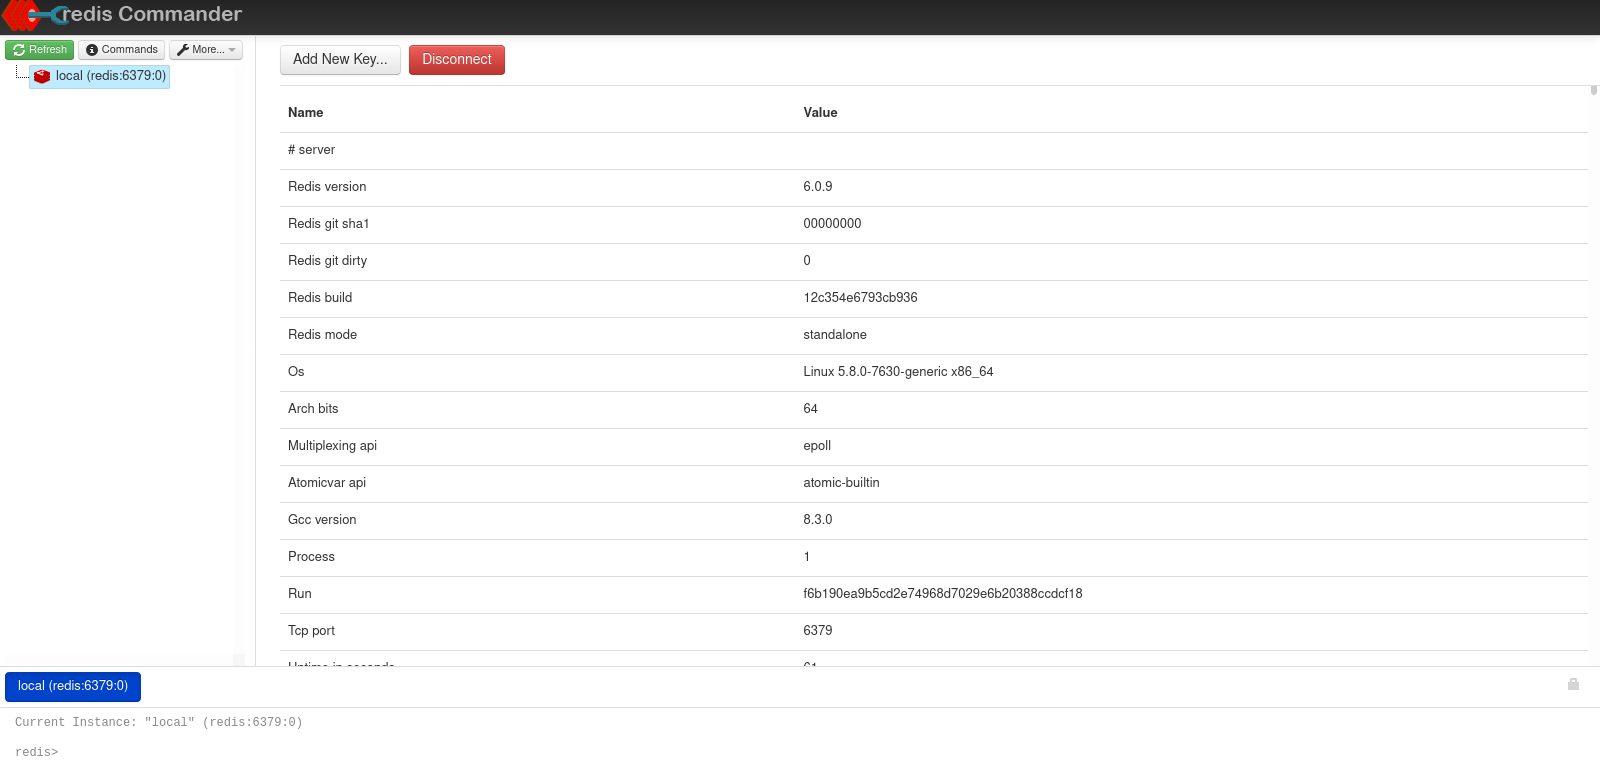 redis Commander
Refresh Commands More...
local (redis:6379:0)
Add New Key... Disconnect
Name Value
# server
Redis version 6.0.9
Redis git sha1 00000000
Redis git dirty 0
Redis build 12c354e6793cb936
Redis mode standalone
Os Linux 5.8.0-7630-generic x86_64
Arch bits 64
Multiplexing api epoll
Atomicvar api atomic-builtin
Gcc version 8.3.0
Process 1
Run f6b190ea9b5cd2e74968d7029e6b20388ccdcf18
Tcp port 6379
Uptime in seconds 61
local (redis:6379:0)
Current Instance: "local" (redis:6379:0)
redis>